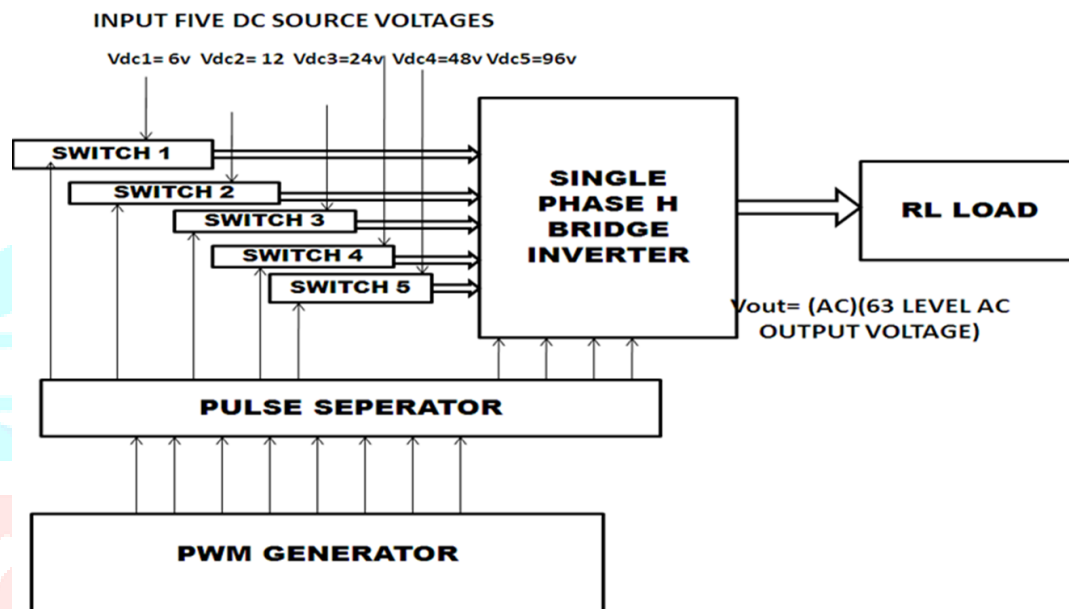 INPUT FIVE DC SOURCE VOLTAGES
Vdc1= 6v Vdc2= 12 Vdc3=24v Vdc4=48v Vdc5=96v
SWITCH 1
SWITCH 2
SWITCH 3
SWITCH 4
SWITCH 5
SINGLE
PHASE H
BRIDGE
INVERTER
RL LOAD
Vout= (AC)(63 LEVEL AC
OUTPUT VOLTAGE)
PULSE SEPERATOR
PWM GENERATOR